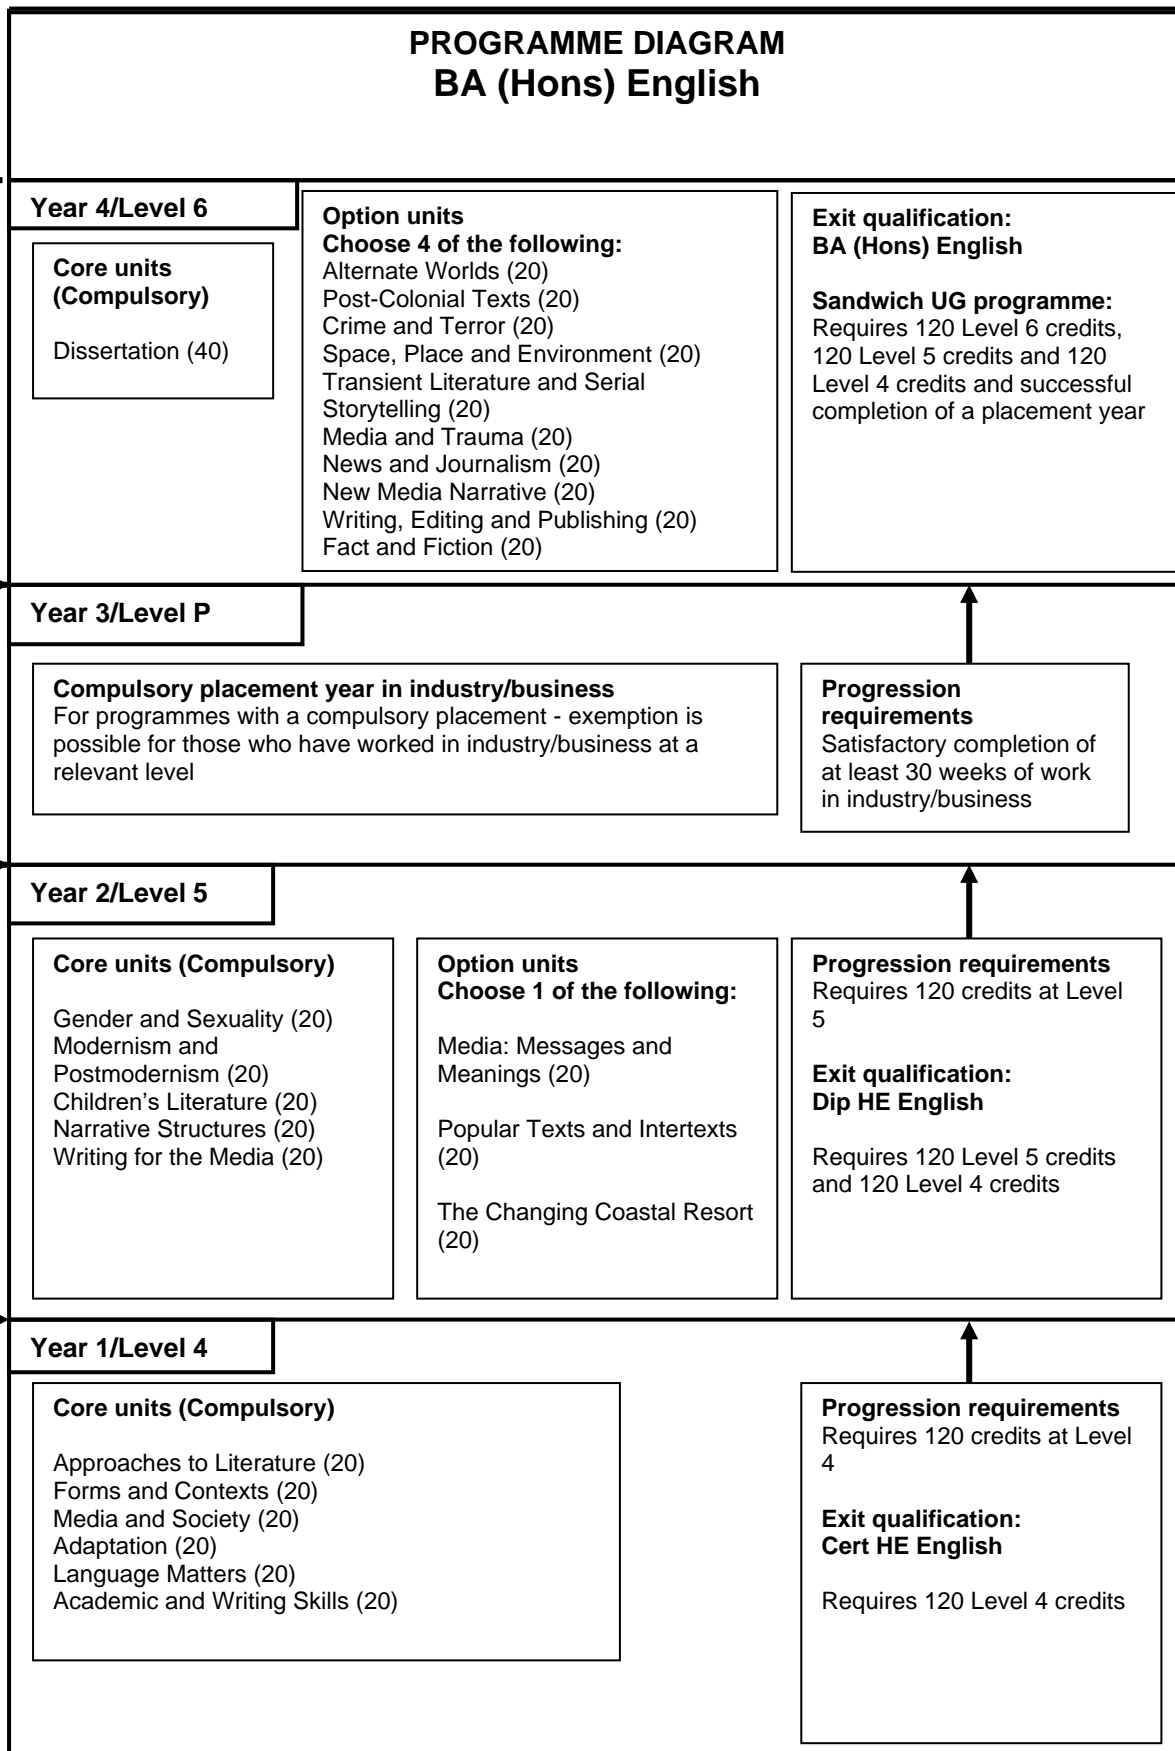 PROGRAMME DIAGRAM
BA (Hons) English
Year 4/Level 6
Core units
(Compulsory)
Dissertation (40)
Option units
Choose 4 of the following:
Alternate Worlds (20)
Post-Colonial Texts (20)
Crime and Terror (20)
Space, Place and Environment (20)
Transient Literature and Serial
Storytelling (20)
Media and Trauma (20)
News and Journalism (20)
New Media Narrative (20)
Writing, Editing and Publishing (20)
Fact and Fiction (20)
Exit qualification:
BA (Hons) English
Sandwich UG programme:
Requires 120 Level 6 credits,
120 Level 5 credits and 120
Level 4 credits and successful
completion of a placement year
Year 3/Level P
Compulsory placement year in industry/business
For programmes with a compulsory placement - exemption is
possible for those who have worked in industry/business at a
relevant level
Progression
requirements
Satisfactory completion of
at least 30 weeks of work
in industry/business
Year 2/Level 5
Core units (Compulsory)
Gender and Sexuality (20)
Modernism and
Postmodernism (20)
Children's Literature (20)
Narrative Structures (20)
Writing for the Media (20)
Option units
Choose 1 of the following:
Media: Messages and
Meanings (20)
Popular Texts and Intertexts
(20)
The Changing Coastal Resort
(20)
Progression requirements
Requires 120 credits at Level
5
Exit qualification:
Dip HE English
Requires 120 Level 5 credits
and 120 Level 4 credits
Year 1/Level 4
Core units (Compulsory)
Approaches to Literature (20)
Forms and Contexts (20)
Media and Society (20)
Adaptation (20)
Language Matters (20)
Academic and Writing Skills (20)
Progression requirements
Requires 120 credits at Level
4
Exit qualification:
Cert HE English
Requires 120 Level 4 credits